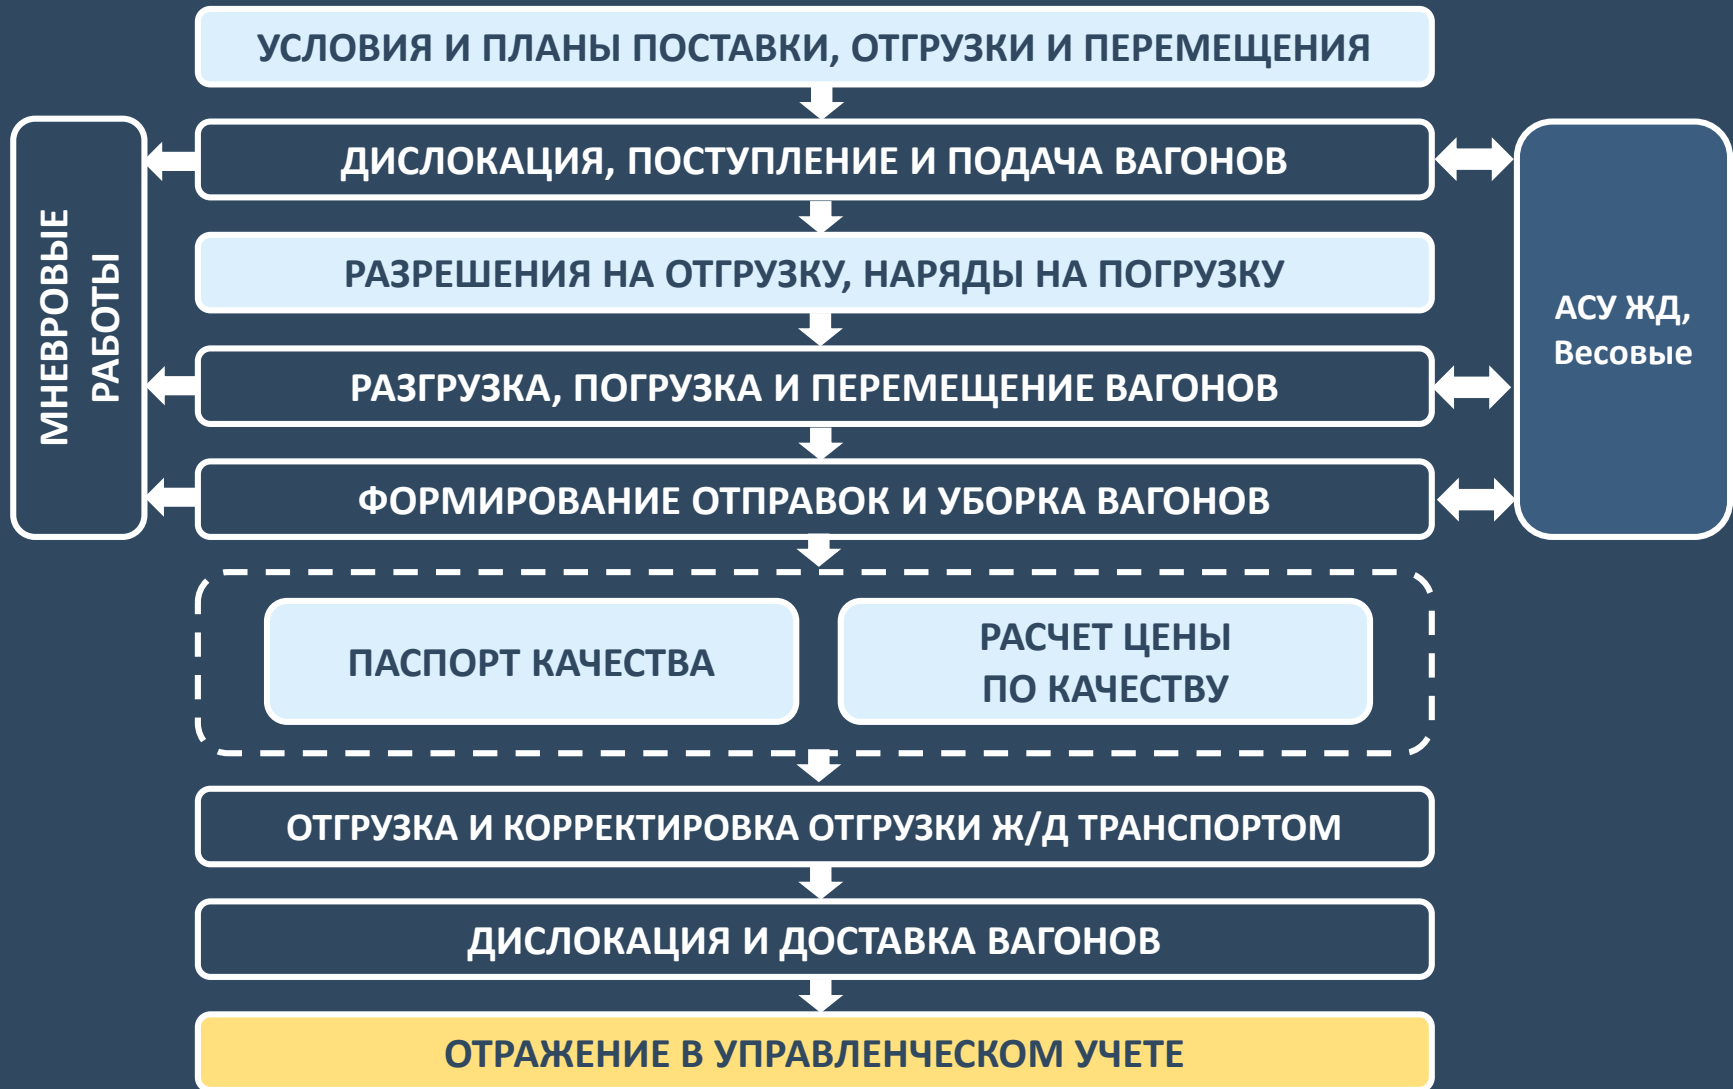 УСЛОВИЯ И ПЛАНЫ ПОСТАВКИ, ОТГРУЗКИ И ПЕРЕМЕЩЕНИЯ
МНЕВРОВЫЕ
РАБОТЫ
ДИСЛОКАЦИЯ, ПОСТУПЛЕНИЕ И ПОДАЧА ВАГОНОВ
РАЗРЕШЕНИЯ НА ОТГРУЗКУ, НАРЯДЫ НА ПОГРУЗКУ
АСУ ЖД,
Весовые
РАЗГРУЗКА, ПОГРУЗКА И ПЕРЕМЕЩЕНИЕ ВАГОНОВ
ФОРМИРОВАНИЕ ОТПРАВОК И УБОРКА ВАГОНОВ
ПАСПОРТ КАЧЕСТВА
РАСЧЕТ ЦЕНЫ
ПО КАЧЕСТВУ
ОТГРУЗКА И КОРРЕКТИРОВКА ОТГРУЗКИ Ж/Д ТРАНСПОРТОМ
ДИСЛОКАЦИЯ И ДОСТАВКА ВАГОНОВ
ОТРАЖЕНИЕ В УПРАВЛЕНЧЕСКОМ УЧЕТЕ